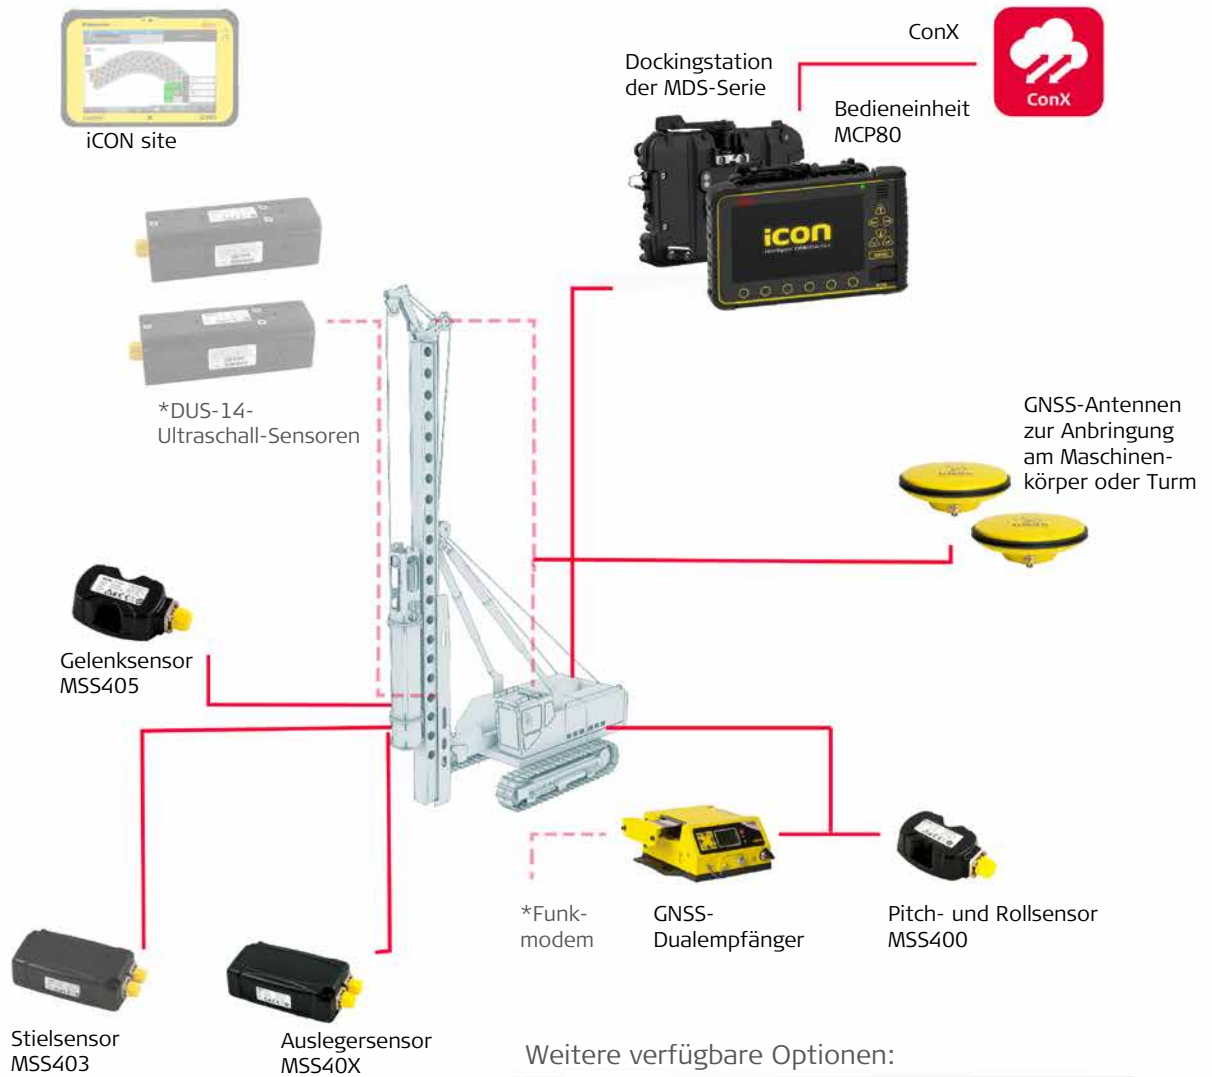 ConX
ConX
Dockingstation
der MDS-Serie
Bedieneinheit
MCP80
iCON site
iCON
intelligent CONstruction
*DUS-14-
Ultraschall-Sensoren
GNSS-Antennen
zur Anbringung
am Maschinen-
körper oder Turm
Gelenksensor
MSS405
*Funk-
modem
GNSS-
Dualempfänger
Pitch- und Rollsensor
MSS400
Stielsensor
MSS403
Auslegersensor
MSS40X
Weitere verfügbare Optionen: